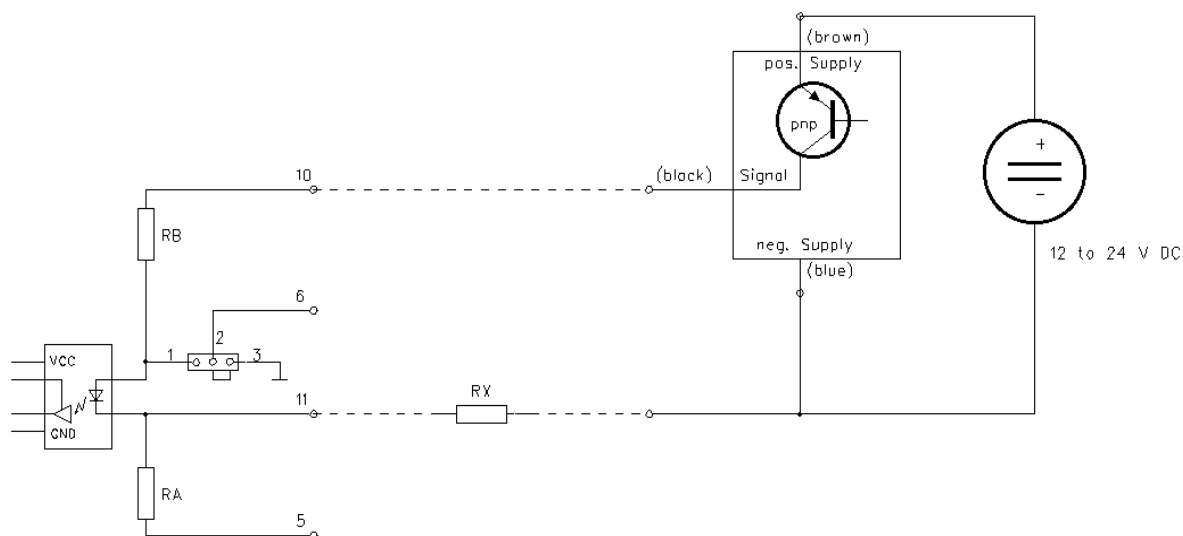 (brown)
pos. Supply
pnp
+
-
10
(black)
Signal
RB
neg. Supply
12 to 24 V DC
(blue)
6
2
1
3
VCC
RX
11
GND
RA
5